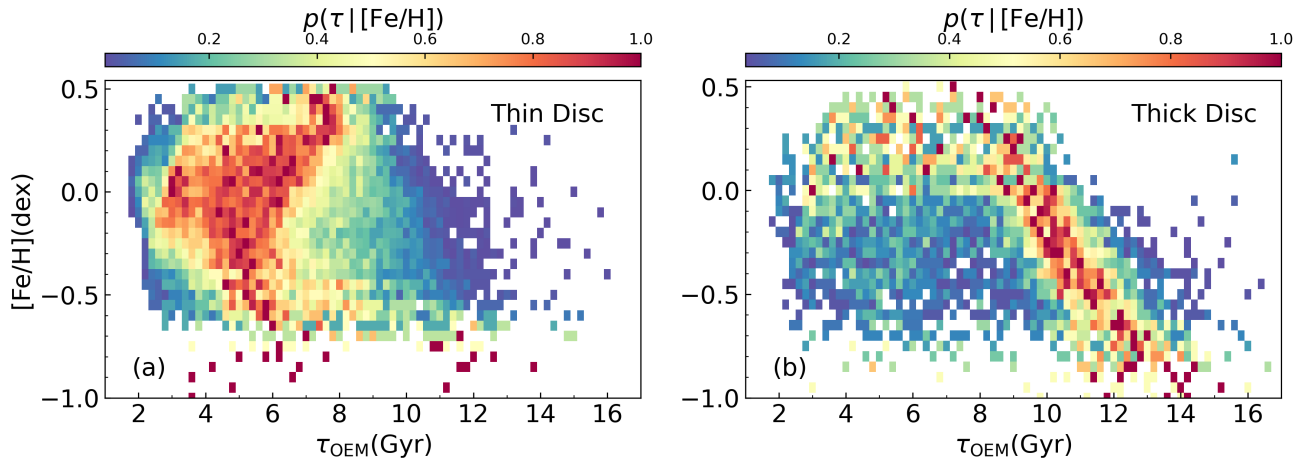 p(τ | [Fe/H])
0.2 0.4 0.6 0.8 1.0
Thin Disc
0.5
0.0
−0.5
−1.0
[Fe/H](dex)
(a)
2 4 6 8 10 12 14 16
τOEM(Gyr)
p(τ | [Fe/H])
0.2 0.4 0.6 0.8 1.0
Thick Disc
0.5
0.0
−0.5
−1.0
(b)
2 4 6 8 10 12 14 16
τOEM(Gyr)